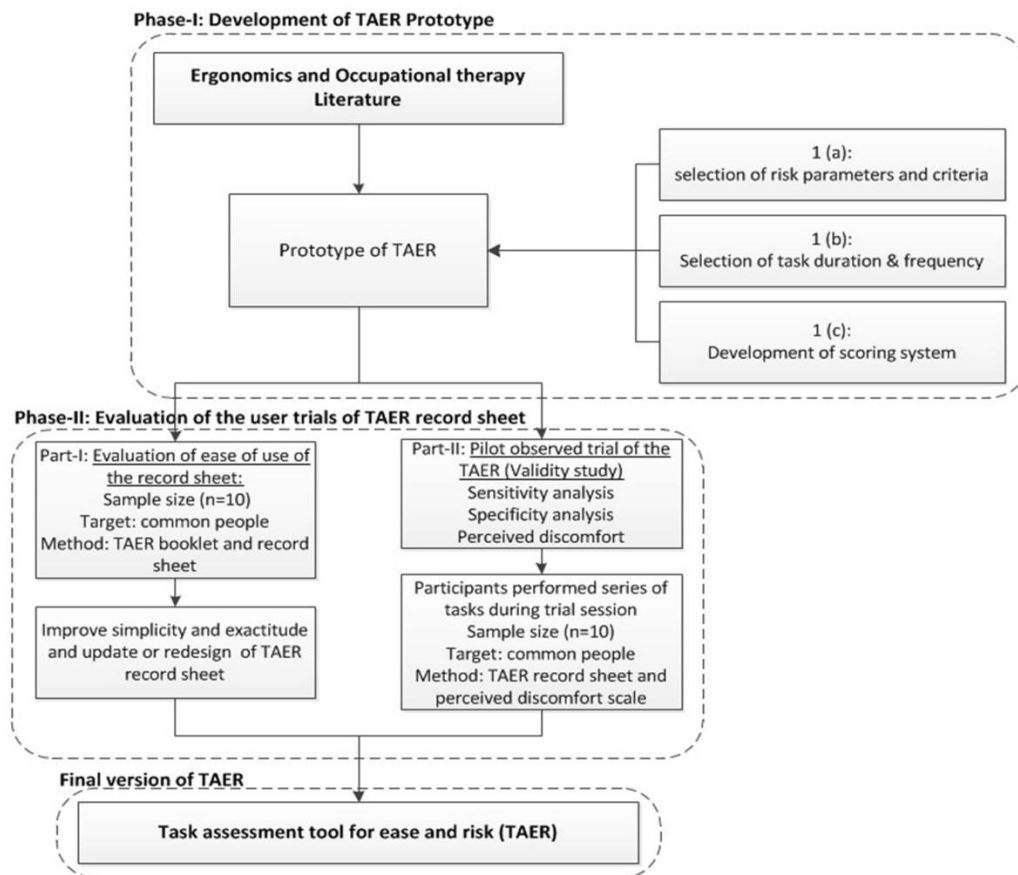 Phase-I: Development of TAER Prototype
Ergonomics and Occupational therapy
Literature
Prototype of TAER
1 (a):
selection of risk parameters and criteria
1 (b):
Selection of task duration & frequency
1 (c):
Development of scoring system
Phase-II: Evaluation of the user trials of TAER record sheet
Part-I: Evaluation of ease of use of
the record sheet:
Sample size (n=10)
Target: common people
Method: TAER booklet and record
sheet
Improve simplicity and exactitude
and update or redesign of TAER
record sheet
Part-II: Pilot observed trial of the
TAER (Validity study)
Sensitivity analysis
Specificity analysis
Perceived discomfort
Participants performed series of
tasks during trial session
Sample size (n=10)
Target: common people
Method: TAER record sheet and
perceived discomfort scale
Final version of TAER
Task assessment tool for ease and risk (TAER)